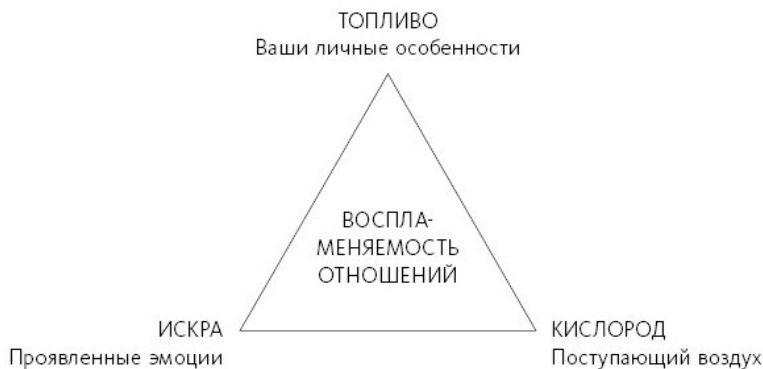 ТОПЛИВО
Ваши личные особенности
ВОСПЛА-
МЕНЯЕМОСТЬ
ОТНОШЕНИЙ
ИСКРА
Проявленные эмоции
КИСЛОРОД
Поступающий воздух